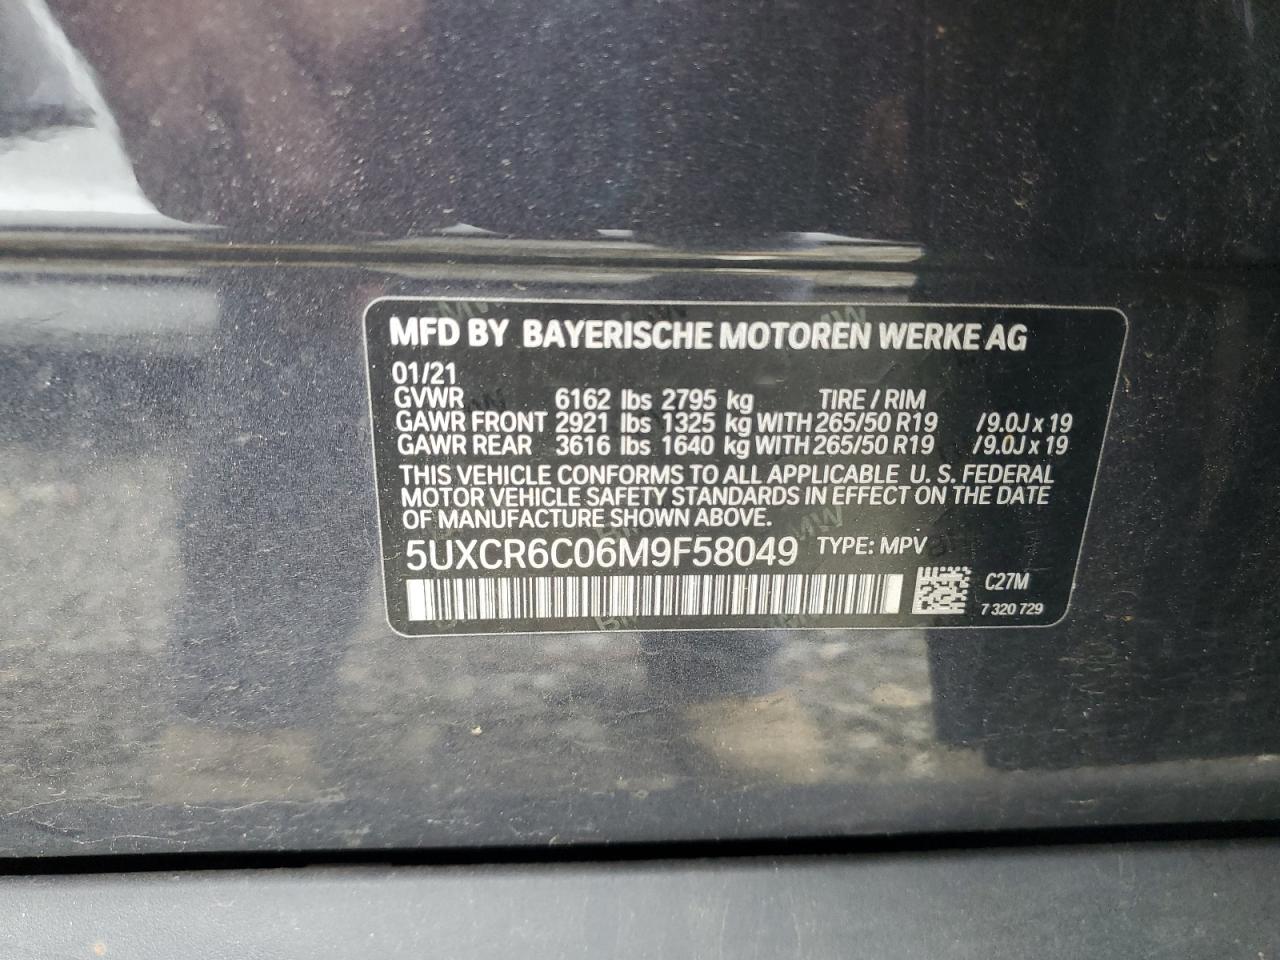 MFD BY BAYERISCHE MOTOREN WERKE AG
01/21
GVWR 6162 lbs 2795 kg TIRE / RIM
GAWR FRONT 2921 lbs 1325 kg WITH 265/50 R19 /9.0J x 19
GAWR REAR 3616 lbs 1640 kg WITH 265/50 R19 /9.0J x 19
THIS VEHICLE CONFORMS TO ALL APPLICABLE U. S. FEDERAL
MOTOR VEHICLE SAFETY STANDARDS IN EFFECT ON THE DATE
OF MANUFACTURE SHOWN ABOVE.
5UXCR6C06M9F58049 TYPE: MPV
C27M
7 320 729